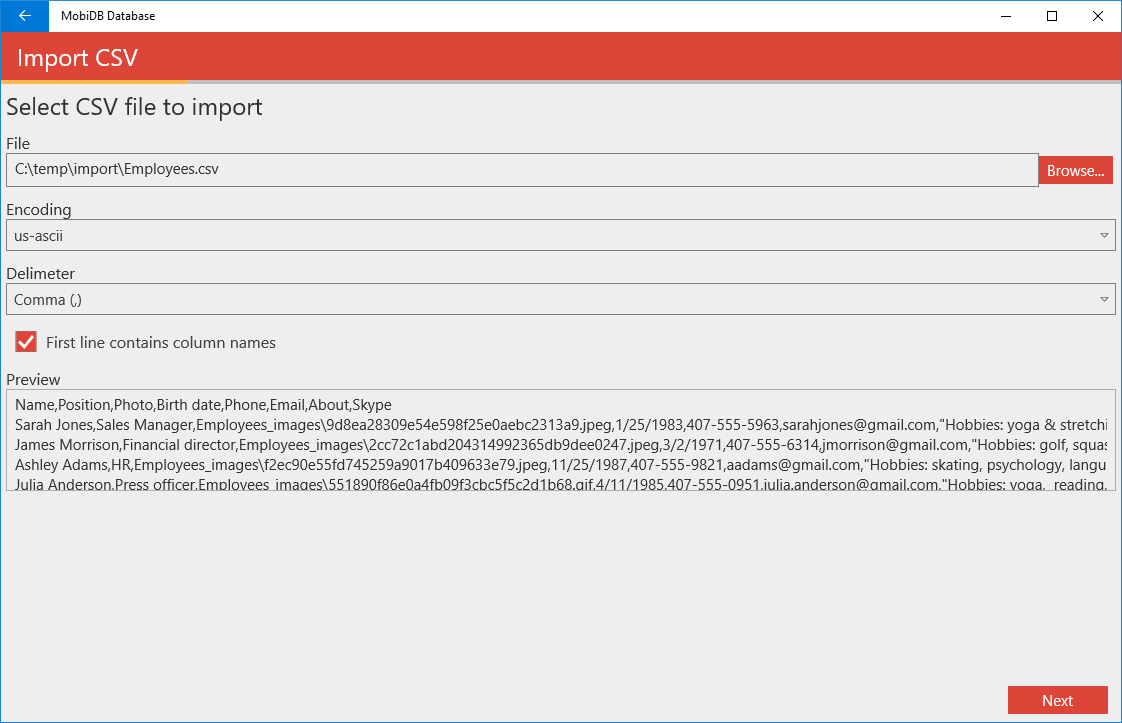 MobiDB Database
Import CSV
Select CSV file to import
File
C:\temp\import\Employees.csv
Browse...
Encoding
us-ascii
Delimeter
Comma (,)
First line contains column names
Preview
Name,Position,Photo,Birth date,Phone,Email,About,Skype
Sarah Jones,Sales Manager,Employees_images\9d8ea28309e54e598f25e0aebc2313a9.jpeg,1/25/1983,407-555-5963,sarahjones@gmail.com,"Hobbies: yoga & stretchi
James Morrison,Financial director,Employees_images\2cc72c1abd204314992365db9dee0247.jpeg,3/2/1971,407-555-6314,jmorrison@gmail.com,"Hobbies: golf, squas
Ashley Adams,HR,Employees_images\f2ec90e55fd745259a9017b409633e79.jpeg,11/25/1987,407-555-9821,aadams@gmail.com,"Hobbies: skating, psychology, langu
Julia Anderson,Press officer,Employees_images\551890f86e0a4fb09f3cbc5f5c2d1b68.gif,4/11/1985,407-555-0951,julia.anderson@gmail.com,"Hobbies: yoga,  reading,
Next